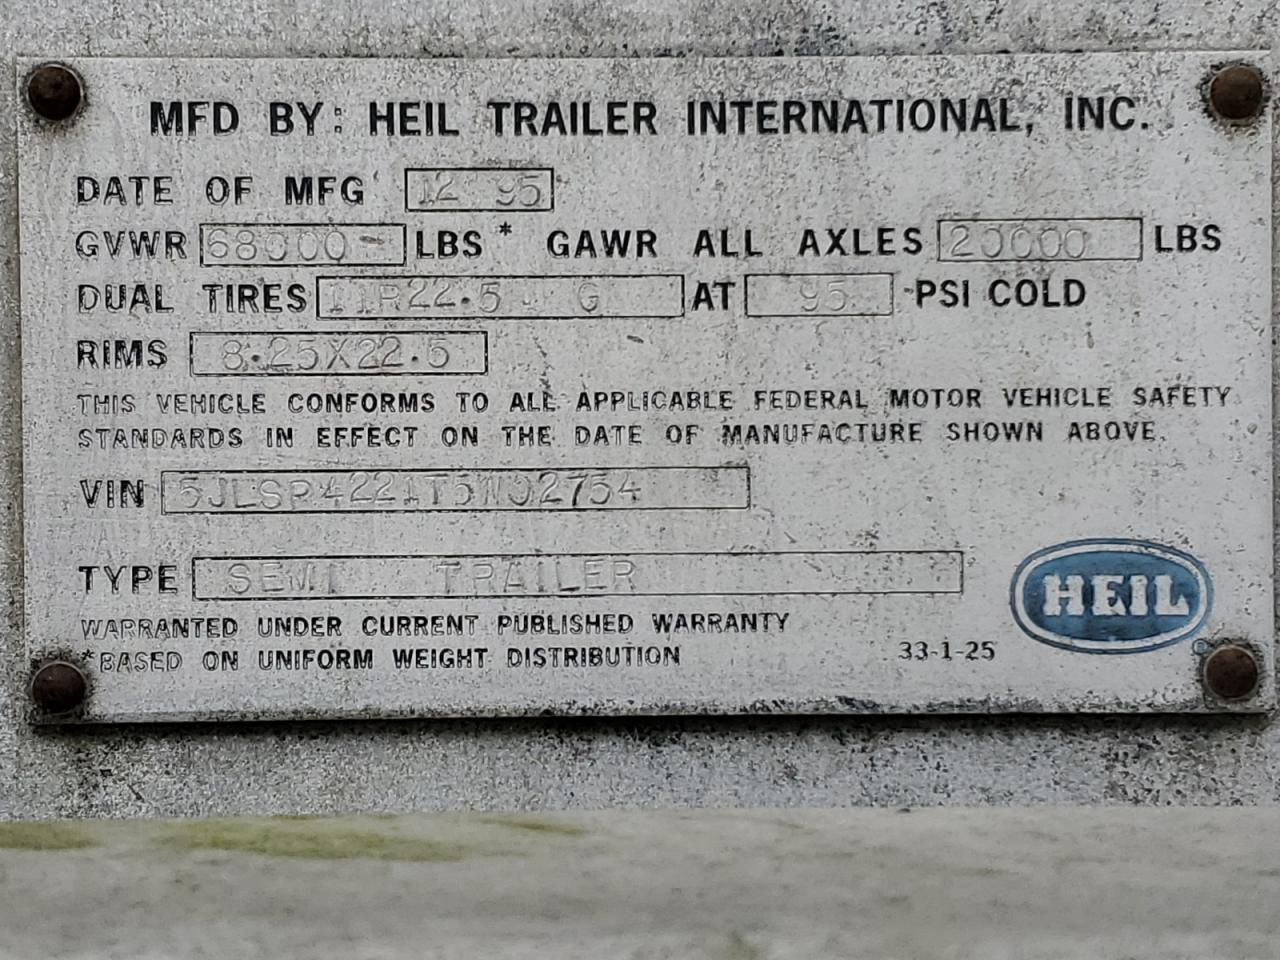 MFD BY: HEIL TRAILER INTERNATIONAL, INC.
DATE OF MFG 12 95
GVWR 68000 LBS * GAWR ALL AXLES 20000 LBS
DUAL TIRES 11R22.5 G AT 95 PSI COLD
RIMS 8.25X22.5
THIS VEHICLE CONFORMS TO ALL APPLICABLE FEDERAL MOTOR VEHICLE SAFETY
STANDARDS IN EFFECT ON THE DATE OF MANUFACTURE SHOWN ABOVE.
VIN
TYPE SEMI TRAILER
HEIL ®
WARRANTED UNDER CURRENT PUBLISHED WARRANTY
*BASED ON UNIFORM WEIGHT DISTRIBUTION 33-1-25